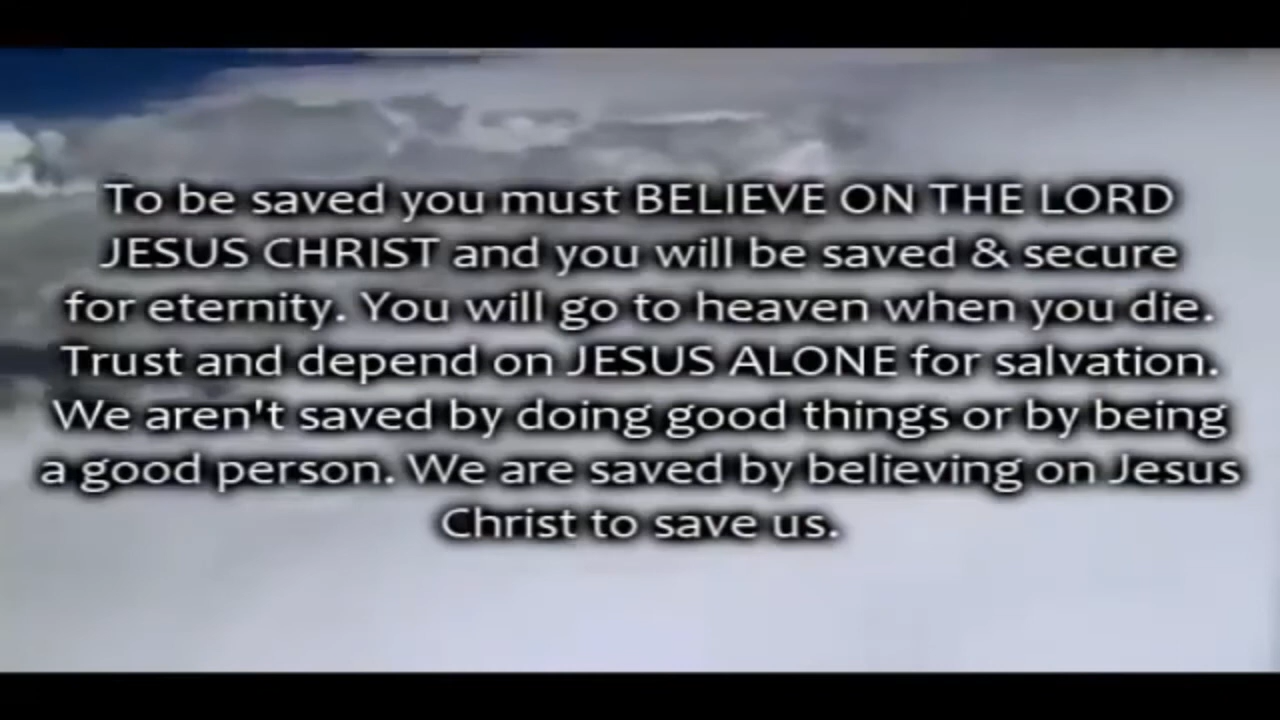 To be saved you must BELIEVE ON THE LORD
JESUS CHRIST and you will be saved & secure
for eternity. You will go to heaven when you die.
Trust and depend on JESUS ALONE for salvation.
We aren't saved by doing good things or by being
a good person. We are saved by believing on Jesus
Christ to save us.